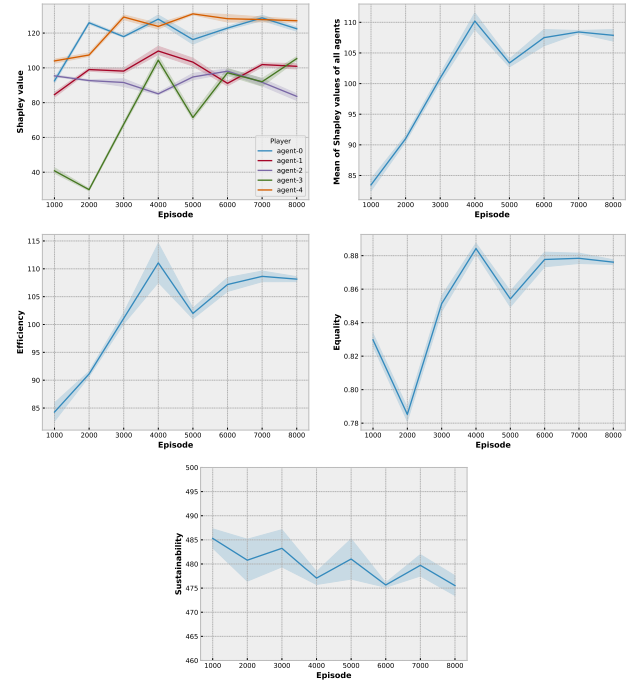 Shapley value
120
100
80
60
40
1000 2000 3000 4000 5000 6000 7000 8000
Episode
Player
agent-0
agent-1
agent-2
agent-3
agent-4
Mean of Shapley values of all agents
110
105
100
95
90
85
1000 2000 3000 4000 5000 6000 7000 8000
Episode
Efficiency
115
110
105
100
95
90
85
1000 2000 3000 4000 5000 6000 7000 8000
Episode
Equality
0.88
0.86
0.84
0.82
0.80
0.78
1000 2000 3000 4000 5000 6000 7000 8000
Episode
Sustainability
500
495
490
485
480
475
470
465
460
1000 2000 3000 4000 5000 6000 7000 8000
Episode